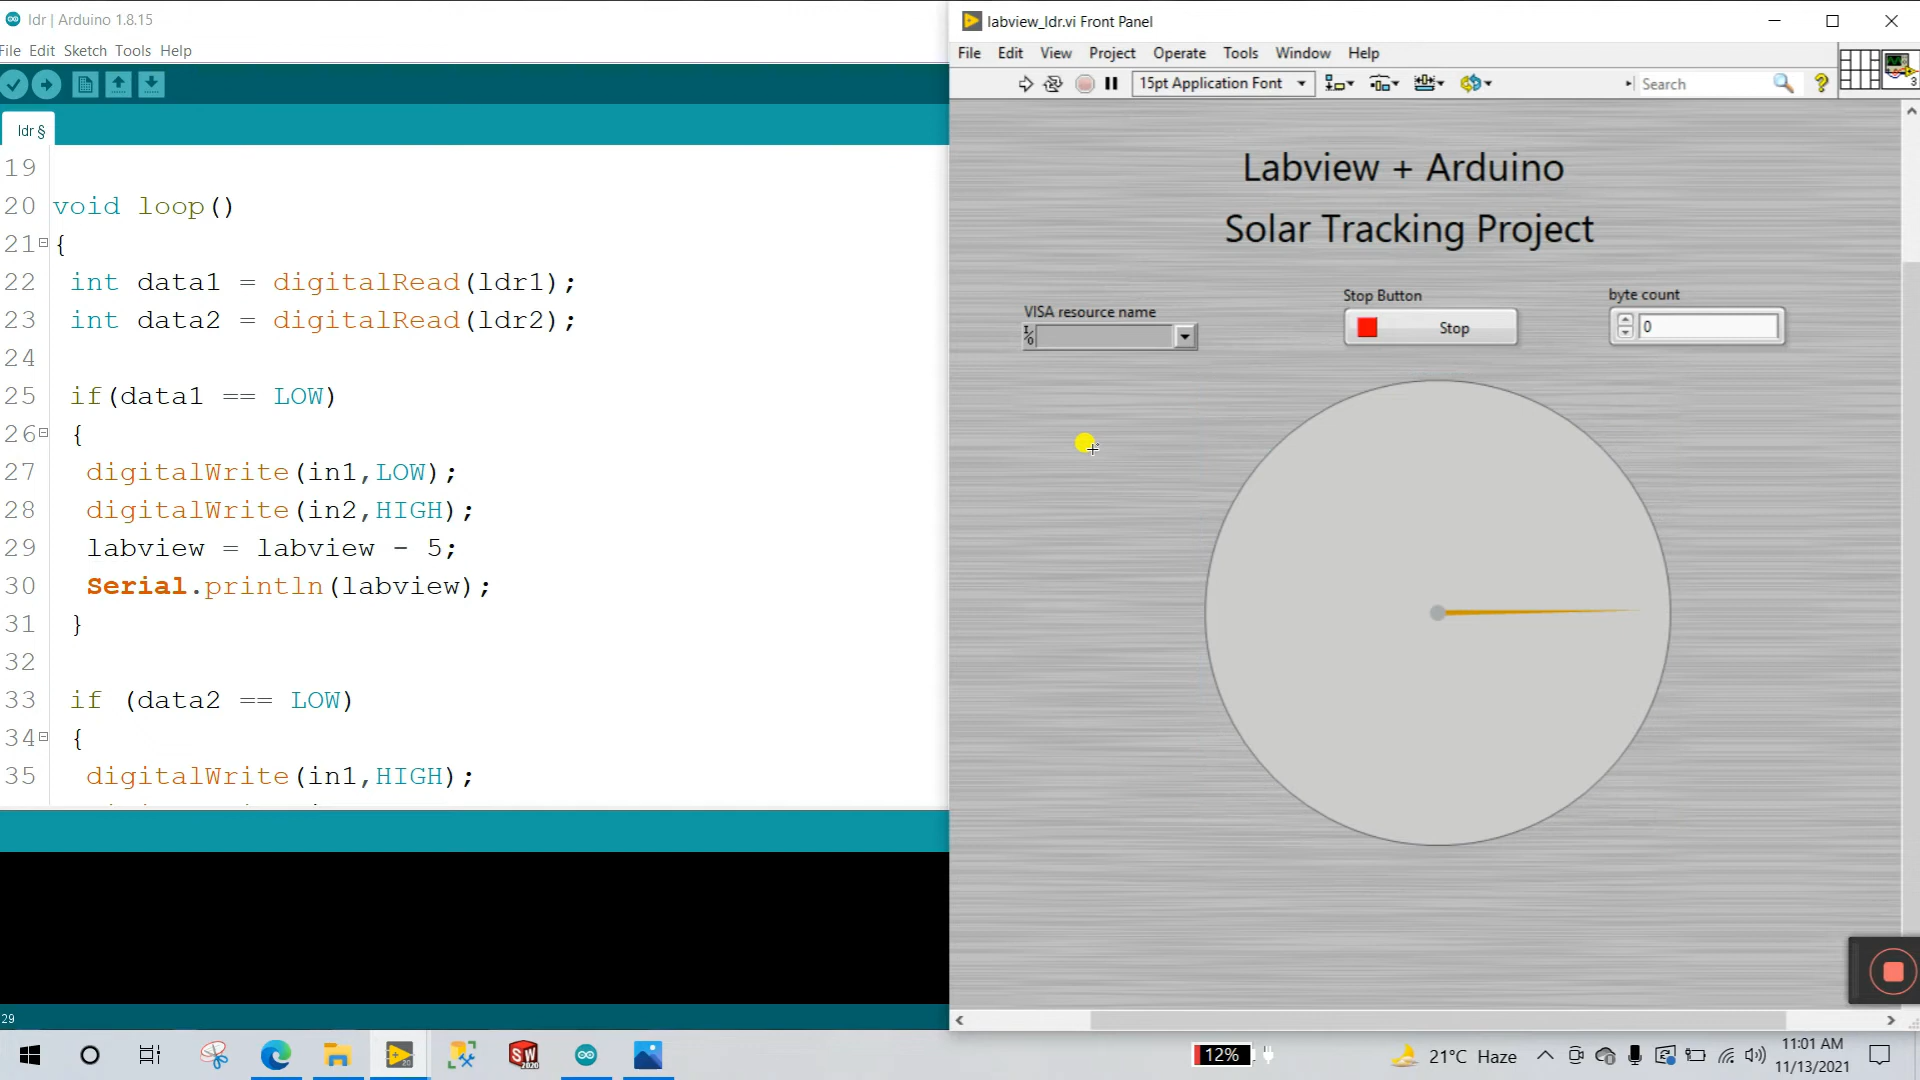 ldr | Arduino 1.8.15
File Edit Sketch Tools Help
ldr §
19
20 void loop()
21 {
22 int data1 = digitalRead(ldr1);
23 int data2 = digitalRead(ldr2);
24
25 if(data1 == LOW)
26 {
27 digitalWrite(in1,LOW);
28 digitalWrite(in2,HIGH);
29 labview = labview - 5;
30 Serial.println(labview);
31 }
32
33 if (data2 == LOW)
34 {
35 digitalWrite(in1,HIGH);
29
labview_ldr.vi Front Panel
File Edit View Project Operate Tools Window Help
15pt Application Font
Search
3
Labview + Arduino
Solar Tracking Project
VISA resource name
Stop Button
Stop
byte count
0
12%
21°C Haze
11:01 AM
11/13/2021